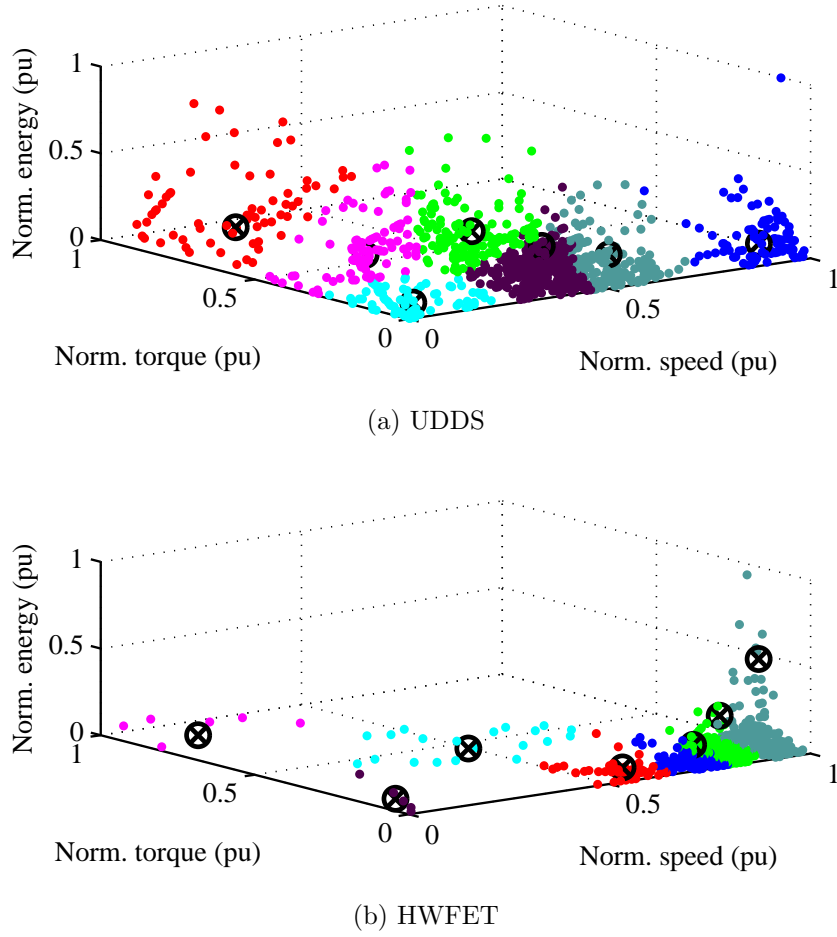 1
0.5
0
Norm. energy (pu)
1
0.5
0
Norm. torque (pu)
0
0.5
1
Norm. speed (pu)
(a) UDDS
1
0.5
0
Norm. energy (pu)
1
0.5
0
Norm. torque (pu)
0
0.5
1
Norm. speed (pu)
(b) HWFET